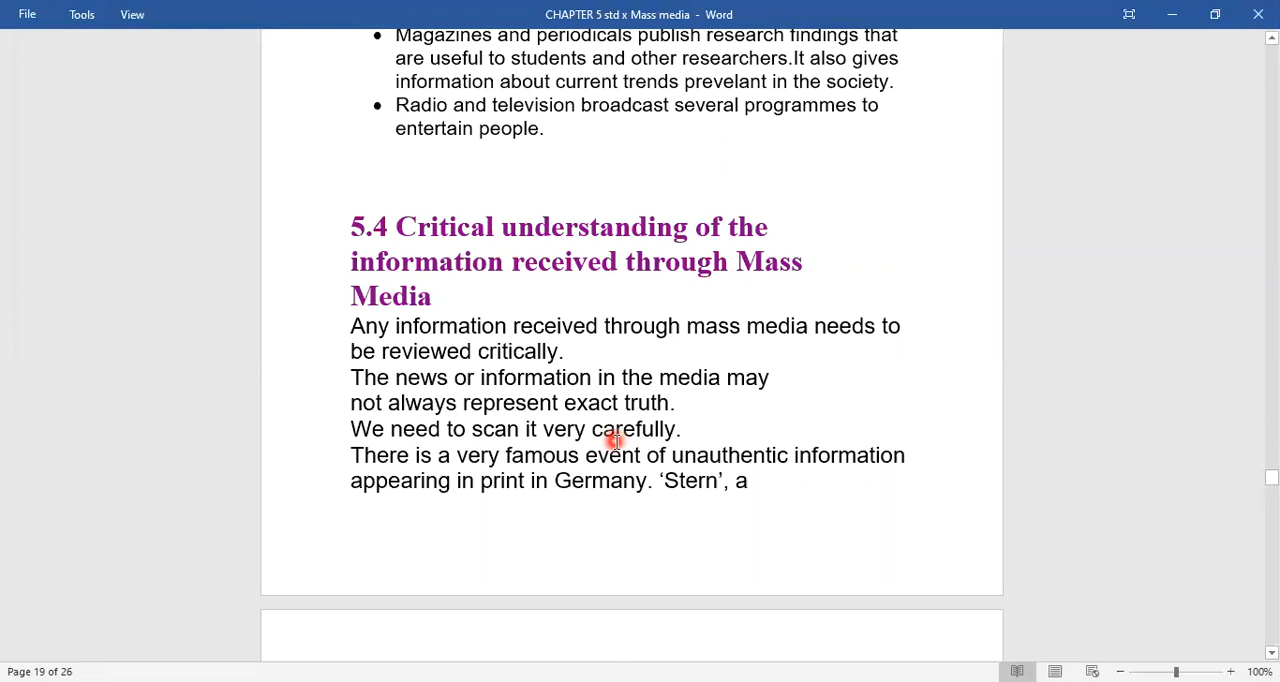 File Tools View CHAPTER 5 std x Mass media - Word
• Magazines and periodicals publish research findings that
are useful to students and other researchers.It also gives
information about current trends prevelant in the society.
• Radio and television broadcast several programmes to
entertain people.
5.4 Critical understanding of the
information received through Mass
Media
Any information received through mass media needs to
be reviewed critically.
The news or information in the media may
not always represent exact truth.
We need to scan it very carefully.
There is a very famous event of unauthentic information
appearing in print in Germany. ‘Stern’, a
Page 19 of 26 100%